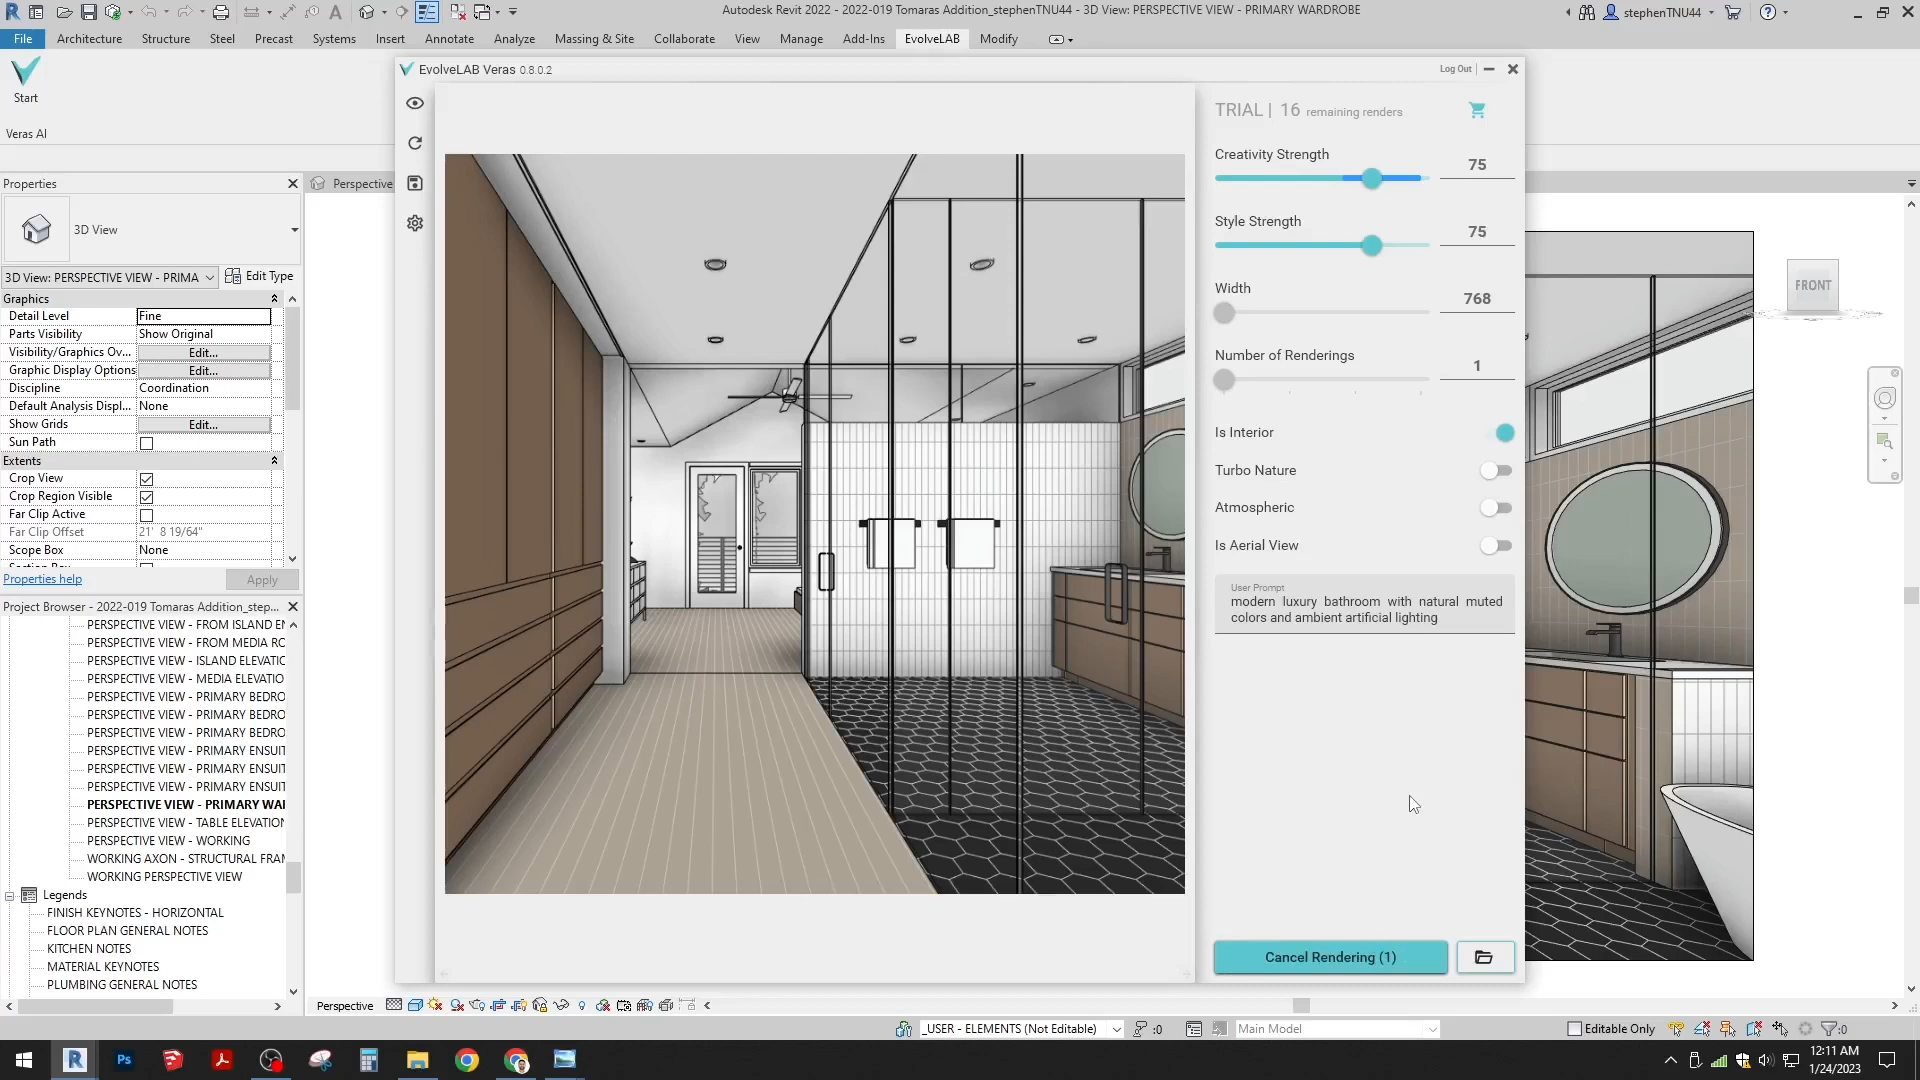 Autodesk Revit 2022 - 2022-019 Tomaras Addition_stephenTNU44 - 3D View: PERSPECTIVE VIEW - PRIMARY WARDROBE
stephenTNU44
File Architecture Structure Steel Precast Systems Insert Annotate Analyze Massing & Site Collaborate View Manage Add-Ins EvolveLAB Modify
Start
Veras AI
EvolveLAB Veras 0.8.0.2
Log Out
TRIAL | 16 remaining renders
Creativity Strength
75
Style Strength
75
Width
768
Number of Renderings
1
Is Interior
Turbo Nature
Atmospheric
Is Aerial View
User Prompt
modern luxury bathroom with natural muted
colors and ambient artificial lighting
Cancel Rendering (1)
Properties
Perspective
3D View
3D View: PERSPECTIVE VIEW - PRIMA
Edit Type
Graphics
Detail Level Fine
Parts Visibility Show Original
Visibility/Graphics Ov... Edit...
Graphic Display Options Edit...
Discipline Coordination
Default Analysis Displ... None
Show Grids Edit...
Sun Path
Extents
Crop View
Crop Region Visible
Far Clip Active
Far Clip Offset 21' 8 19/64"
Scope Box None
Properties help
Apply
Project Browser - 2022-019 Tomaras Addition_step...
PERSPECTIVE VIEW - FROM ISLAND EN
PERSPECTIVE VIEW - FROM MEDIA RO
PERSPECTIVE VIEW - ISLAND ELEVATIO
PERSPECTIVE VIEW - MEDIA ELEVATIO
PERSPECTIVE VIEW - PRIMARY BEDRO
PERSPECTIVE VIEW - PRIMARY BEDRO
PERSPECTIVE VIEW - PRIMARY BEDRO
PERSPECTIVE VIEW - PRIMARY ENSUIT
PERSPECTIVE VIEW - PRIMARY ENSUIT
PERSPECTIVE VIEW - PRIMARY ENSUIT
PERSPECTIVE VIEW - PRIMARY WAI
PERSPECTIVE VIEW - TABLE ELEVATION
PERSPECTIVE VIEW - WORKING
WORKING AXON - STRUCTURAL FRAM
WORKING PERSPECTIVE VIEW
Legends
FINISH KEYNOTES - HORIZONTAL
FLOOR PLAN GENERAL NOTES
KITCHEN NOTES
MATERIAL KEYNOTES
PLUMBING GENERAL NOTES
FRONT
Perspective
_USER - ELEMENTS (Not Editable)
:0
Main Model
Editable Only
:0
12:11 AM
1/24/2023